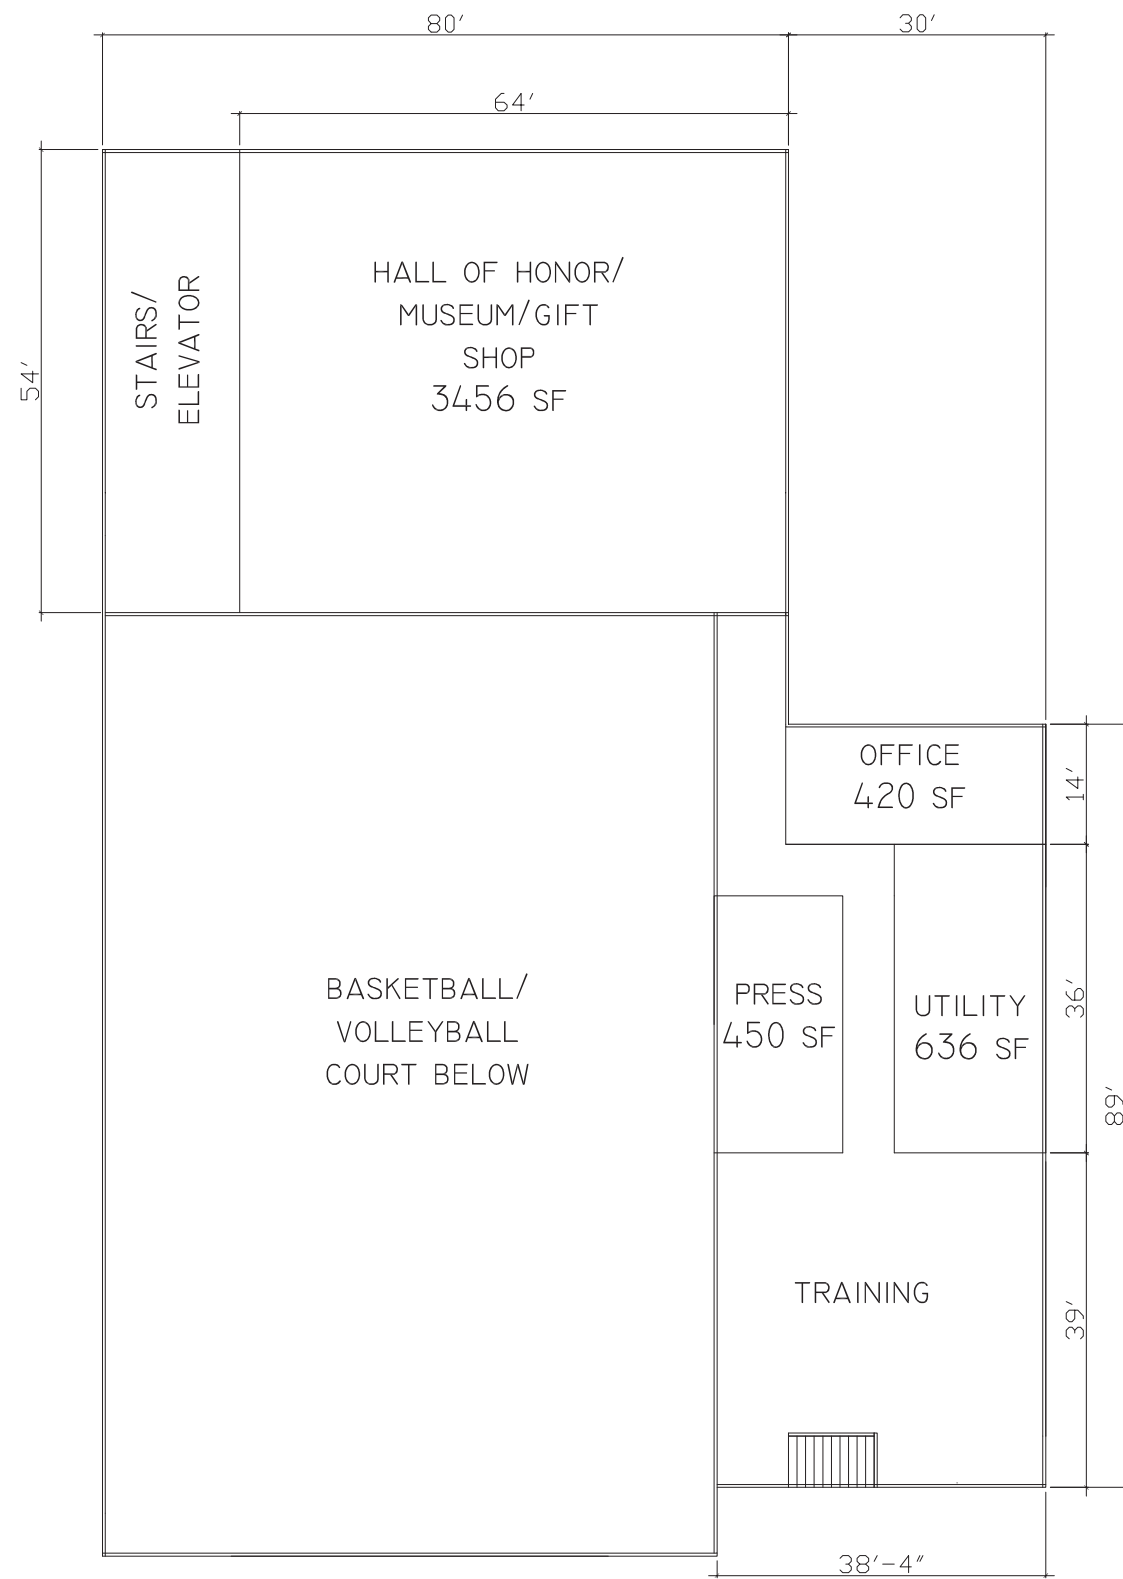 80'
30'
64'
54'
STAIRS/
ELEVATOR
HALL OF HONOR/
MUSEUM/GIFT
SHOP
3456 SF
OFFICE
420 SF
14'
BASKETBALL/
VOLLEYBALL
COURT BELOW
PRESS
450 SF
UTILITY
636 SF
36'
89'
TRAINING
39'
38'-4"